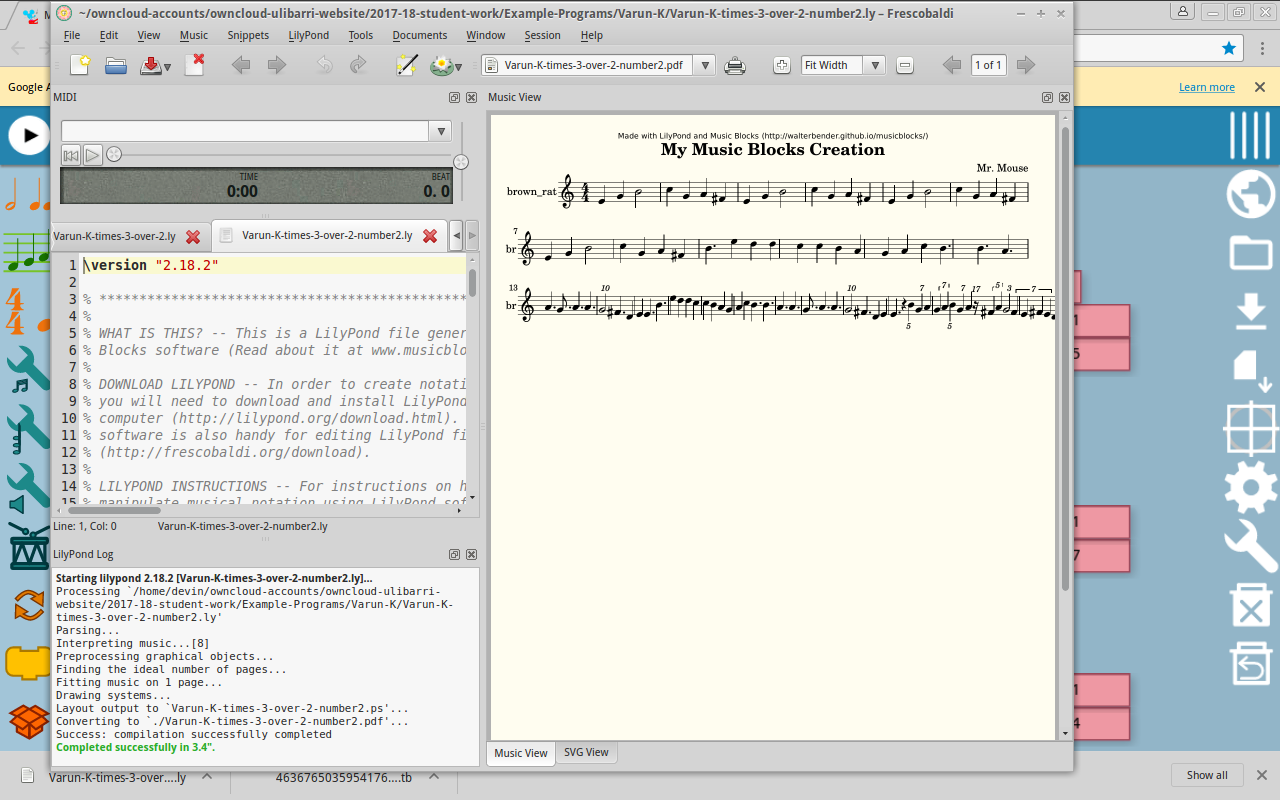 ~/owncloud-accounts/owncloud-ulibarri-website/2017-18-student-work/Example-Programs/Varun-K/Varun-K-times-3-over-2-number2.ly – Frescobaldi
File Edit View Music Snippets LilyPond Tools Documents Window Session Help
Varun-K-times-3-over-2-number2.pdf Fit Width 1 of 1
Google A
Learn more
MIDI
TIME BEAT
0:00 0. 0
Varun-K-times-3-over-2.ly Varun-K-times-3-over-2-number2.ly
1 \version "2.18.2"
2
3 % **********************************************
4 %
5 % WHAT IS THIS? -- This is a LilyPond file gener
6 % Blocks software (Read about it at www.musicblo
7 %
8 % DOWNLOAD LILYPOND -- In order to create notati
9 % you will need to download and install LilyPond
10 % computer (http://lilypond.org/download.html).
11 % software is also handy for editing LilyPond fi
12 % (http://frescobaldi.org/download).
13 %
14 % LILYPOND INSTRUCTIONS -- For instructions on h
15 % manipulate musical notation using LilyPond sof
Line: 1, Col: 0 Varun-K-times-3-over-2-number2.ly
LilyPond Log
Starting lilypond 2.18.2 [Varun-K-times-3-over-2-number2.ly]...
Processing `/home/devin/owncloud-accounts/owncloud-ulibarri-
website/2017-18-student-work/Example-Programs/Varun-K/Varun-K-
times-3-over-2-number2.ly'
Parsing...
Interpreting music...[8]
Preprocessing graphical objects...
Finding the ideal number of pages...
Fitting music on 1 page...
Drawing systems...
Layout output to `Varun-K-times-3-over-2-number2.ps'...
Converting to `./Varun-K-times-3-over-2-number2.pdf'...
Success: compilation successfully completed
Completed successfully in 3.4".
Music View
Made with LilyPond and Music Blocks (http://walterbender.github.io/musicblocks/)
My Music Blocks Creation
Mr. Mouse
brown_rat
4
4
7
br
13 10 10 7 7 17 5 3 7
br
5 5
Music View SVG View
1
5
1
7
1
4
Varun-K-times-3-over....ly 4636765035954176....tb Show all